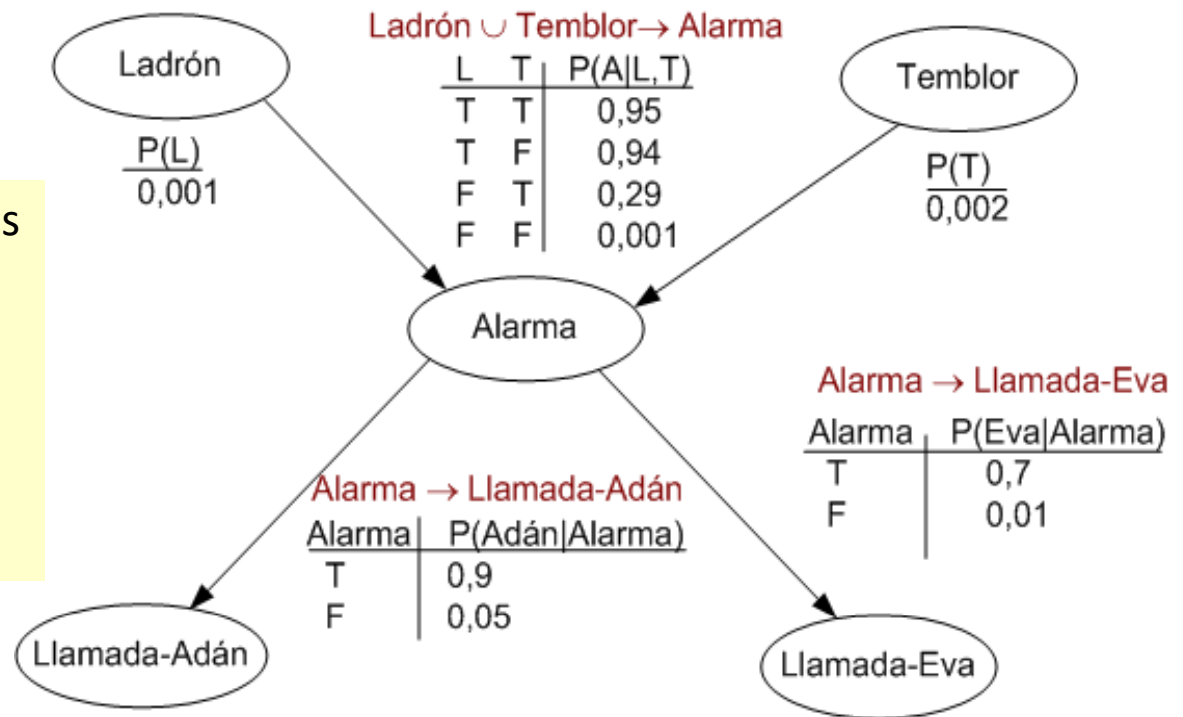 Ladrón ∪ Temblor→ Alarma
Ladrón
Temblor
L T P(A|L,T)
T T 0,95
T F 0,94
F T 0,29
F F 0,001
P(L)
0,001
P(T)
0,002
s
Alarma
Alarma → Llamada-Eva
Alarma P(Eva|Alarma)
T 0,7
F 0,01
Alarma → Llamada-Adán
Alarma P(Adán|Alarma)
T 0,9
F 0,05
Llamada-Adán
Llamada-Eva